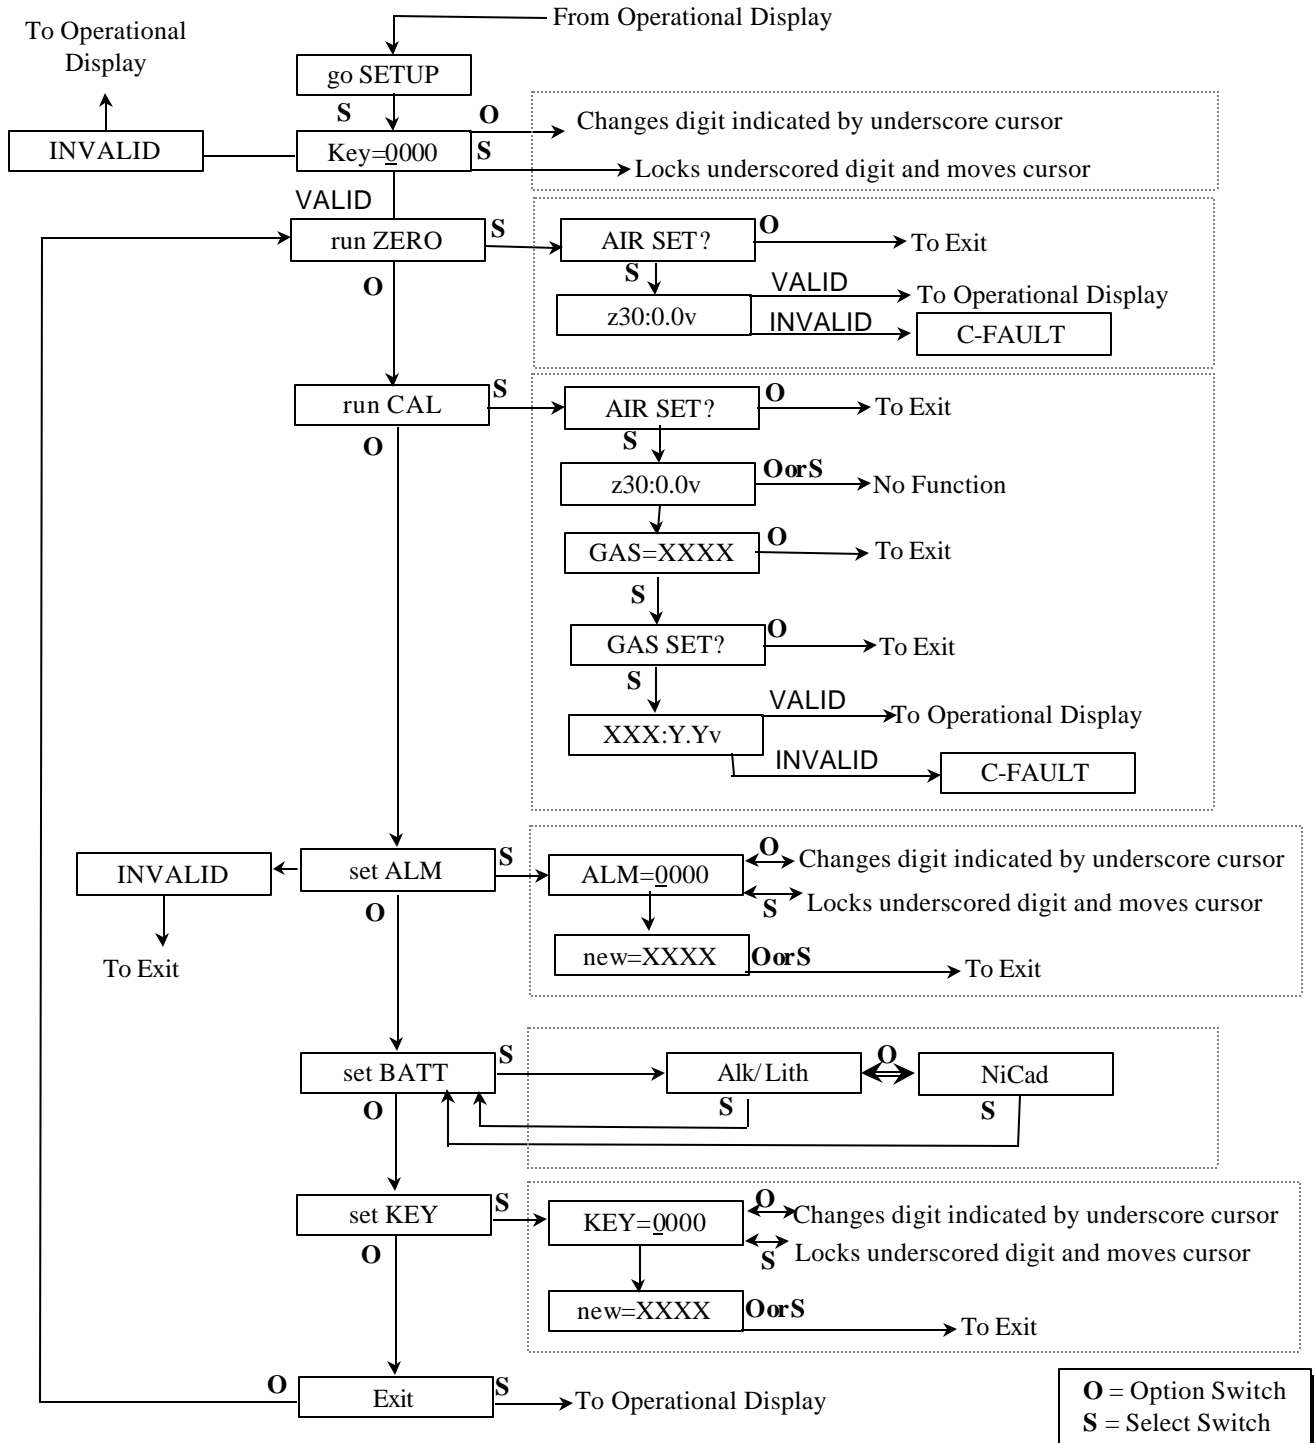 From Operational Display
To Operational
Display
go SETUP
S
O
Changes digit indicated by underscore cursor
INVALID
Key=0000
S
Locks underscored digit and moves cursor
VALID
run ZERO
S
AIR SET?
O
To Exit
O
S
VALID
To Operational Display
z30:0.0v
INVALID
C-FAULT
run CAL
S
AIR SET?
O
To Exit
O
S
z30:0.0v
OorS
No Function
GAS=XXXX
O
To Exit
S
GAS SET?
O
To Exit
S
XXX:Y.Yv
VALID
To Operational Display
INVALID
C-FAULT
INVALID
set ALM
S
ALM=0000
O
Changes digit indicated by underscore cursor
O
S
Locks underscored digit and moves cursor
To Exit
new=XXXX
OorS
To Exit
set BATT
S
Alk/Lith
O
NiCad
O
S
S
set KEY
S
KEY=0000
O
Changes digit indicated by underscore cursor
O
S
Locks underscored digit and moves cursor
new=XXXX
OorS
To Exit
O
Exit
S
To Operational Display
O = Option Switch
S = Select Switch